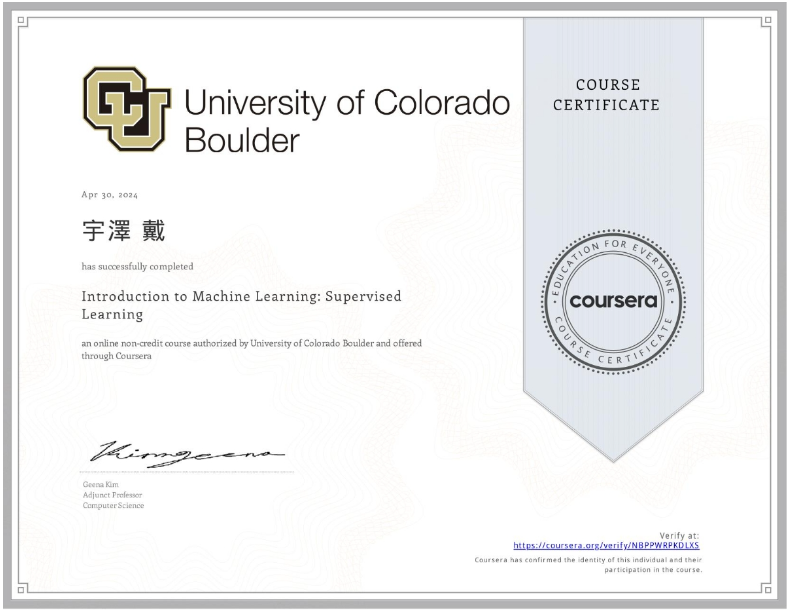 University of Colorado
Boulder
COURSE
CERTIFICATE
Apr 30, 2024
宇澤 戴
has successfully completed
Introduction to Machine Learning: Supervised
Learning
an online non-credit course authorized by University of Colorado Boulder and offered
through Coursera
EDUCATION FOR EVERYONE
coursera
COURSE CERTIFICATE
Geena Kim
Adjunct Professor
Computer Science
Verify at:
https://coursera.org/verify/NBPPWRPKDLXS
Coursera has confirmed the identity of this individual and their
participation in the course.